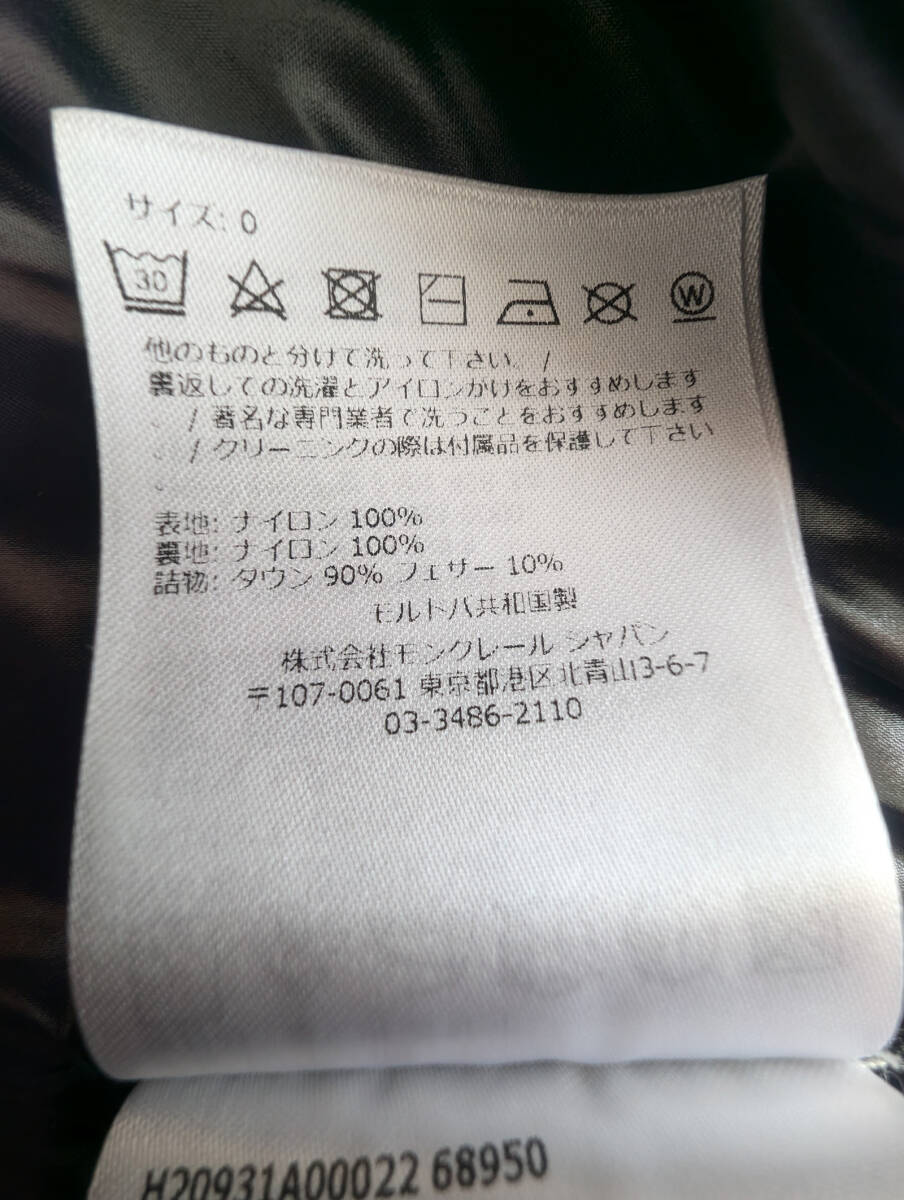 サイズ: 0
30
W
他のものと分けて洗って下さい。/
裏返しての洗濯とアイロンがけをおすすめします
。/ 著名な専門業者で洗うことをおすすめします
。/ クリーニングの際は付属品を保護して下さい
。
表地: ナイロン 100%
裏地: ナイロン 100%
詰物: ダウン 90% フェザー 10%
モルドバ共和国製
株式会社モンクレール ジャパン
〒107-0061 東京都港区北青山3-6-7
03-3486-2110
H20931A00022 68950